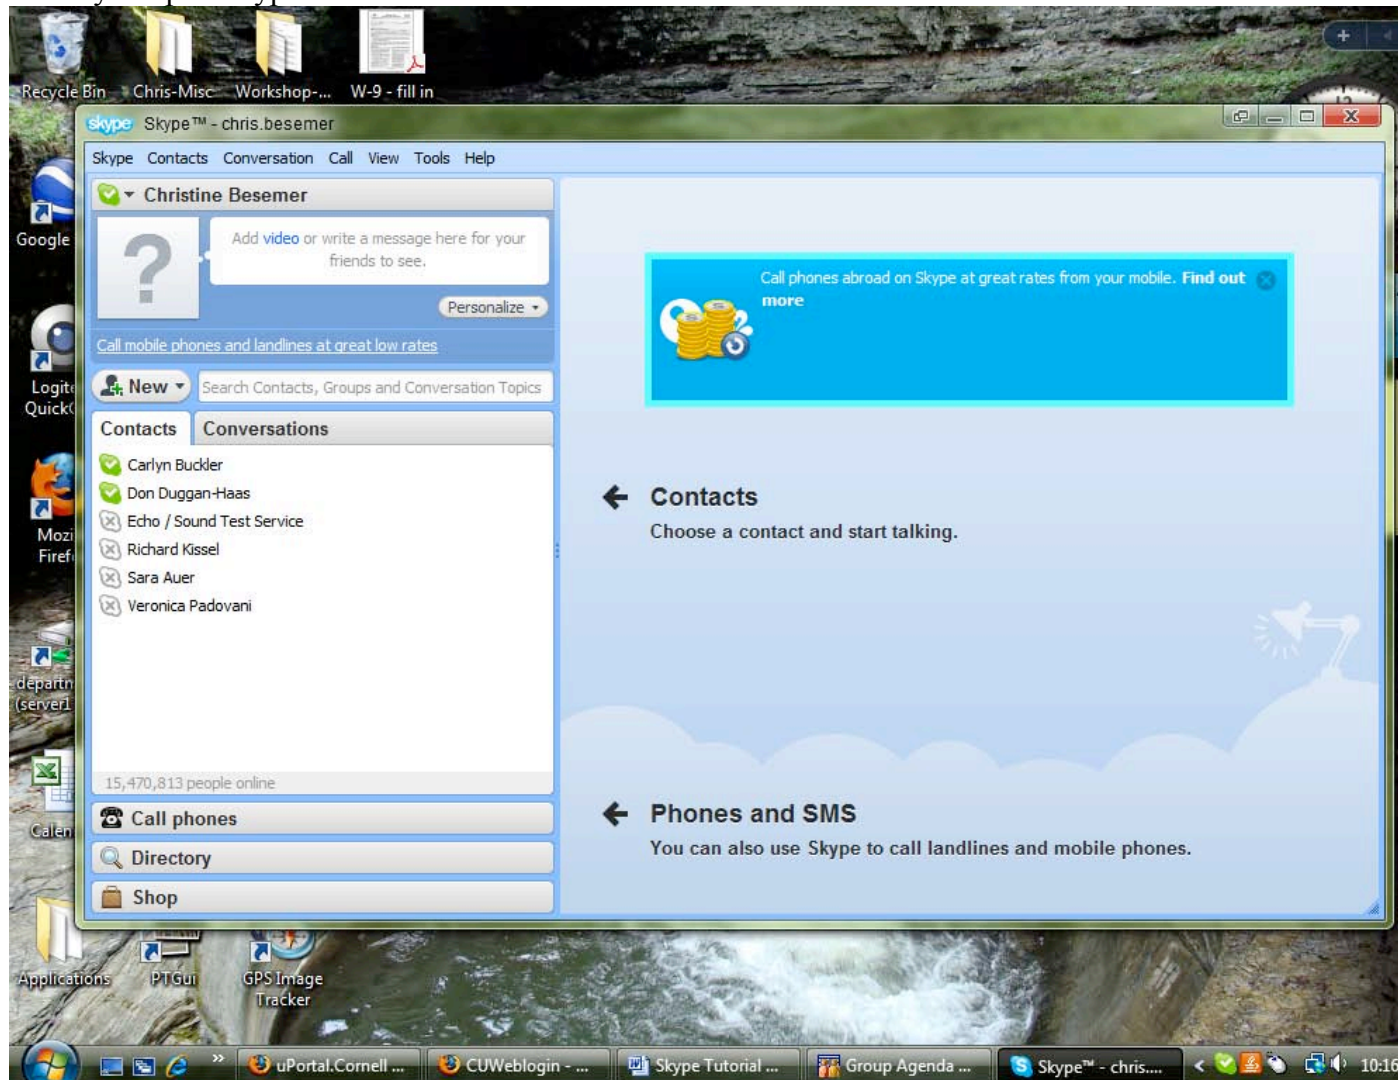 Recycle Bin
Chris-Misc
Workshop-...
W-9 - fill in
skype Skype™ - chris.besemer
Skype Contacts Conversation Call View Tools Help
Christine Besemer
Add video or write a message here for your
friends to see.
Personalize
Call mobile phones and landlines at great low rates
New
Search Contacts, Groups and Conversation Topics
Contacts Conversations
Carlyn Buckler
Don Duggan-Haas
Echo / Sound Test Service
Richard Kissel
Sara Auer
Veronica Padovani
15,470,813 people online
Call phones
Directory
Shop
Call phones abroad on Skype at great rates from your mobile. Find out
more
Contacts
Choose a contact and start talking.
Phones and SMS
You can also use Skype to call landlines and mobile phones.
Google
Logite
Mozi
Firef
departn
(server1
Calen
Applications
PTGui
GPS Image
Tracker
uPortal.Cornell ...
CUWeblogin - ...
Skype Tutorial ...
Group Agenda ...
Skype™ - chris....
10:16